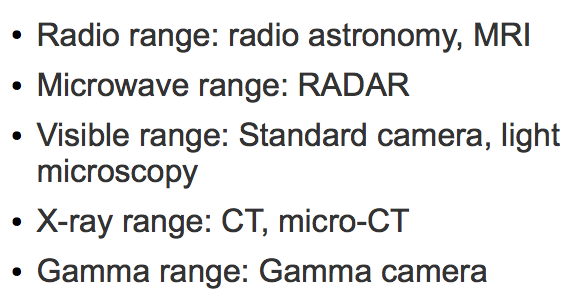 • Radio range: radio astronomy, MRI
• Microwave range: RADAR
• Visible range: Standard camera, light
microscopy
• X-ray range: CT, micro-CT
• Gamma range: Gamma camera